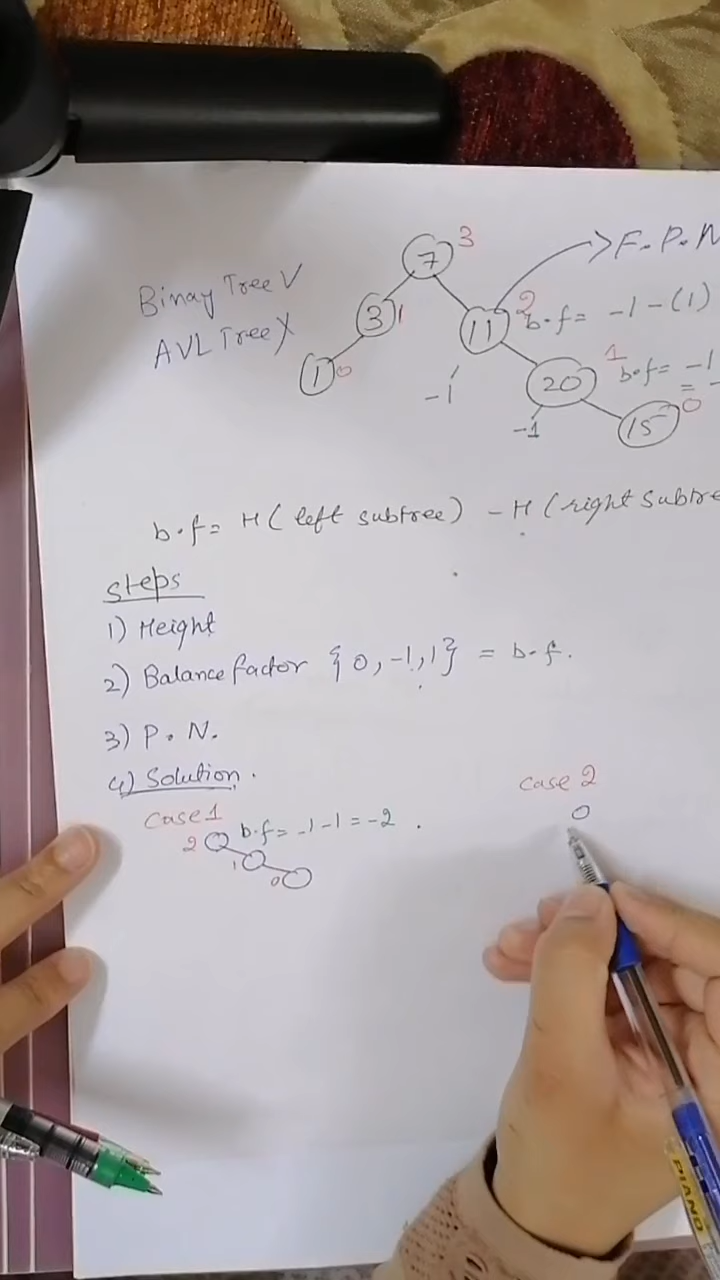 Binay Tree V
AVL Tree X
7 3
3 1
1 0
11 2
F.P.N
b.f= -1-(1)
-1
20 1
b.f= -1
= -
-1
15 0
b.f= H(left subtree) - H(right subtre
Steps
1) Height
2) Balance factor {0,-1,1} = b.f.
3) P.N.
4) Solution.
Case 1
2 b.f= -1-1=-2 .
1
0
Case 2
PIANO